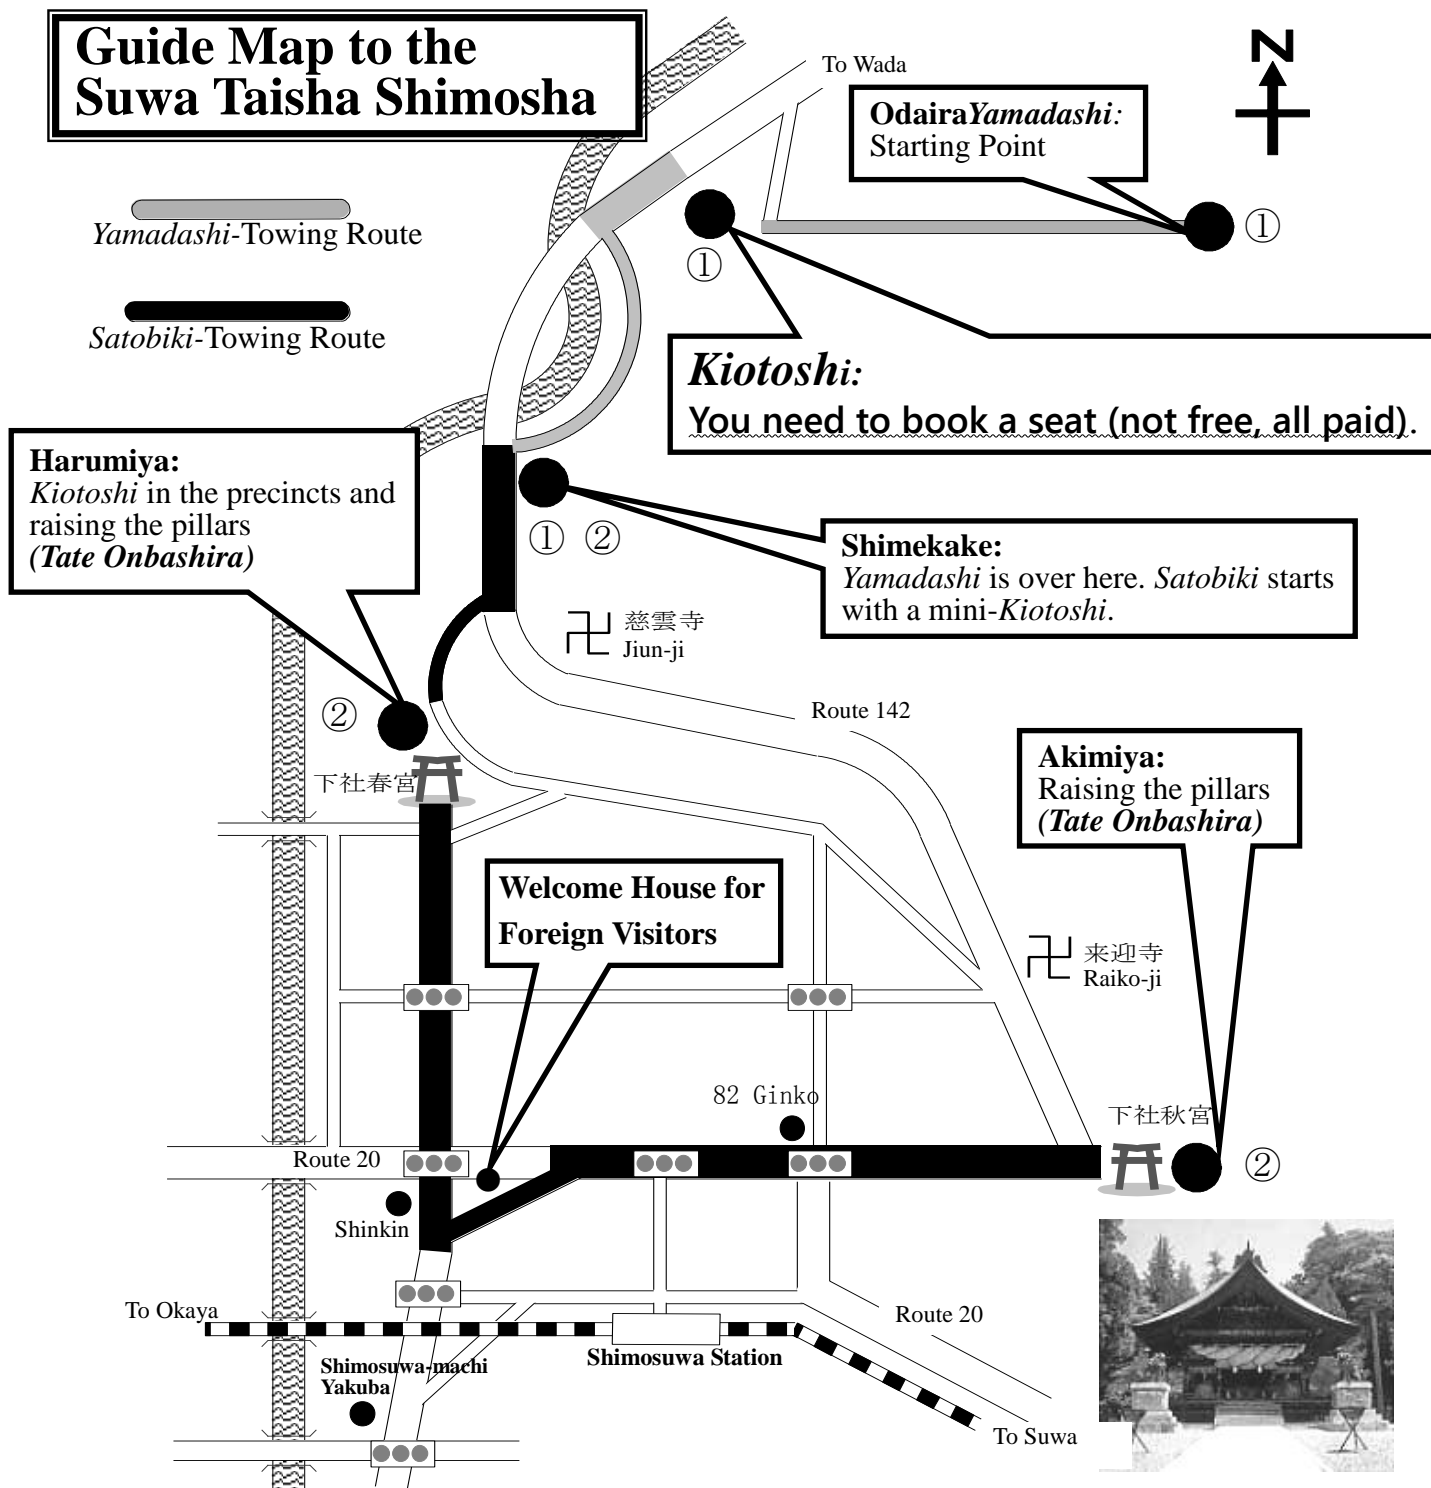 Guide Map to the
Suwa Taisha Shimosha
N
To Wada
OdairaYamadashi:
Starting Point
①
①
Yamadashi-Towing Route
Satobiki-Towing Route
Kiotoshi:
You need to book a seat (not free, all paid).
Harumiya:
Kiotoshi in the precincts and
raising the pillars
(Tate Onbashira)
① ②
Shimekake:
Yamadashi is over here. Satobiki starts
with a mini-Kiotoshi.
卍 慈雲寺
Jiun-ji
②
Route 142
下社春宮
Akimiya:
Raising the pillars
(Tate Onbashira)
Welcome House for
Foreign Visitors
卍 来迎寺
Raiko-ji
82 Ginko
下社秋宮
②
Route 20
Shinkin
To Okaya
Route 20
Shimosuwa Station
Shimosuwa-machi
Yakuba
To Suwa